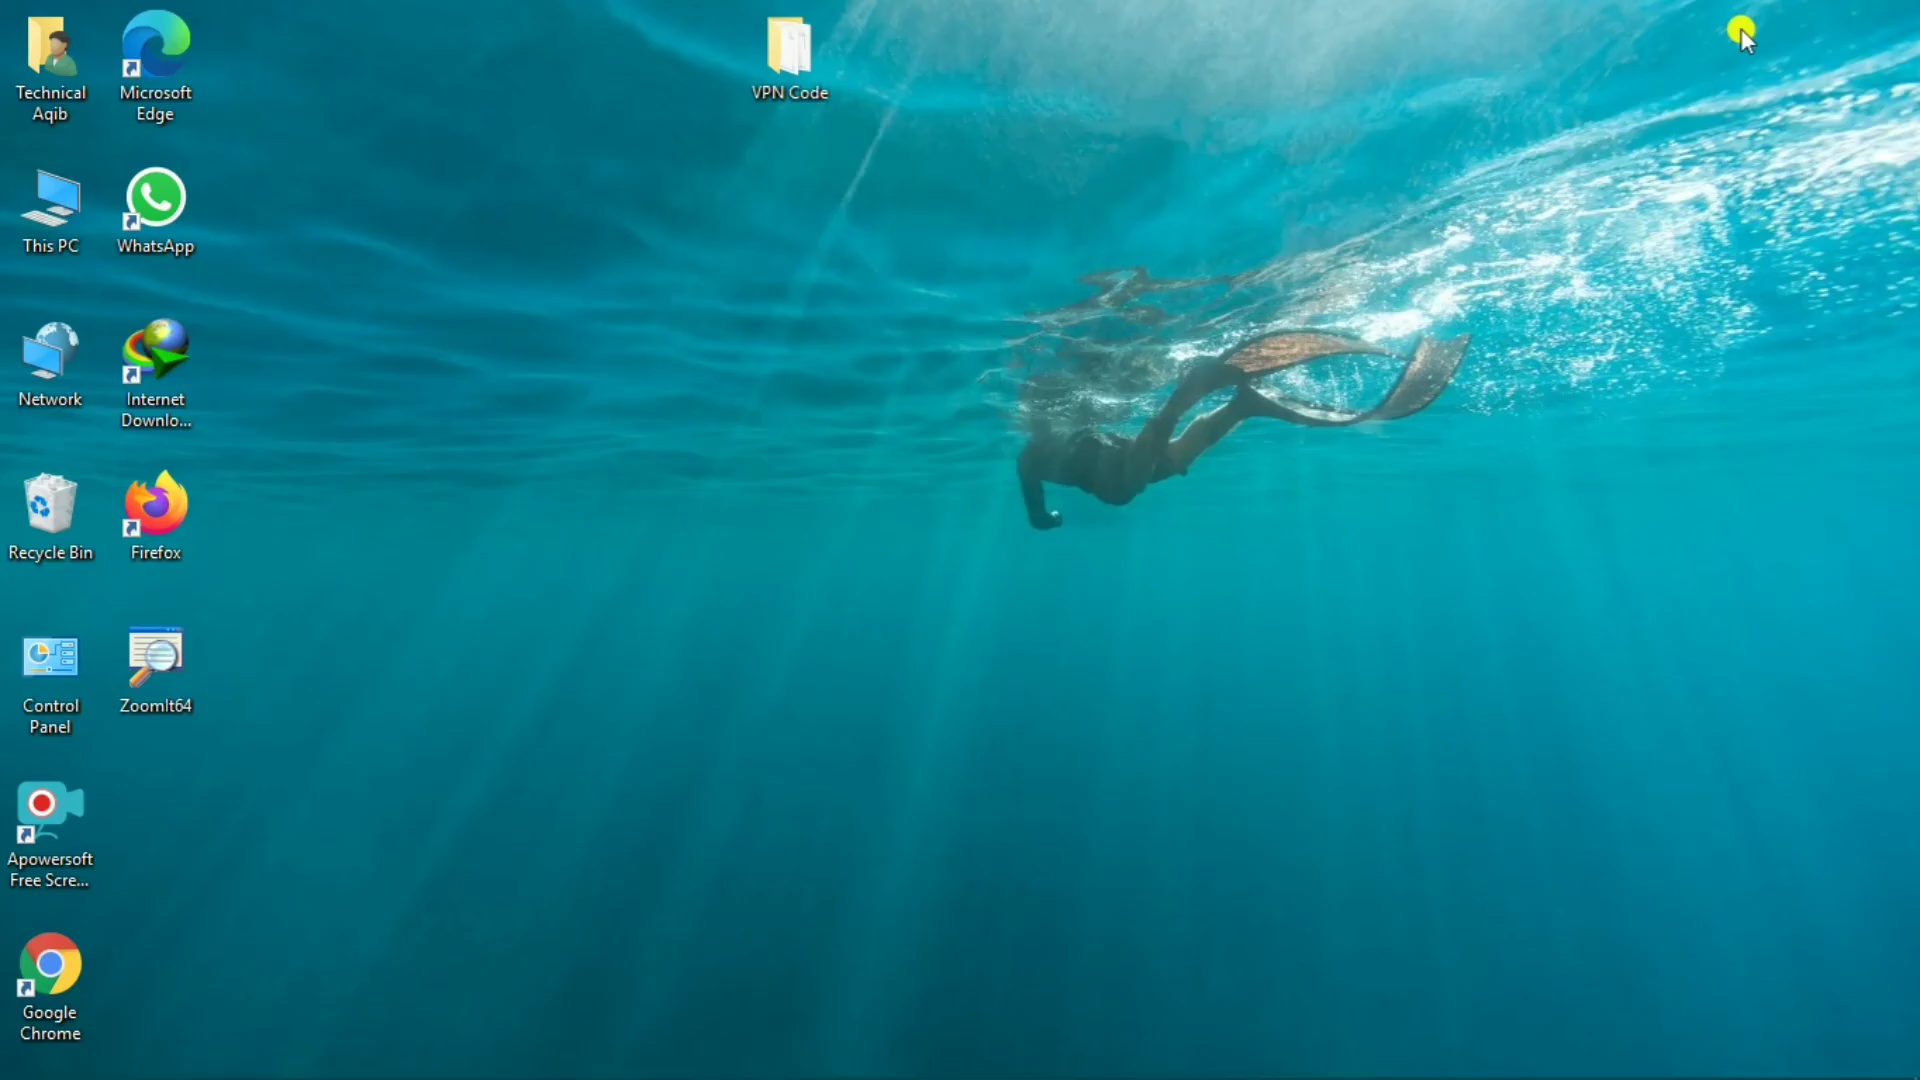 Technical
Aqib
Microsoft
Edge
VPN Code
This PC
WhatsApp
Network
Internet
Downlo...
Recycle Bin
Firefox
Control
Panel
ZoomIt64
Apowersoft
Free Scre...
Google
Chrome